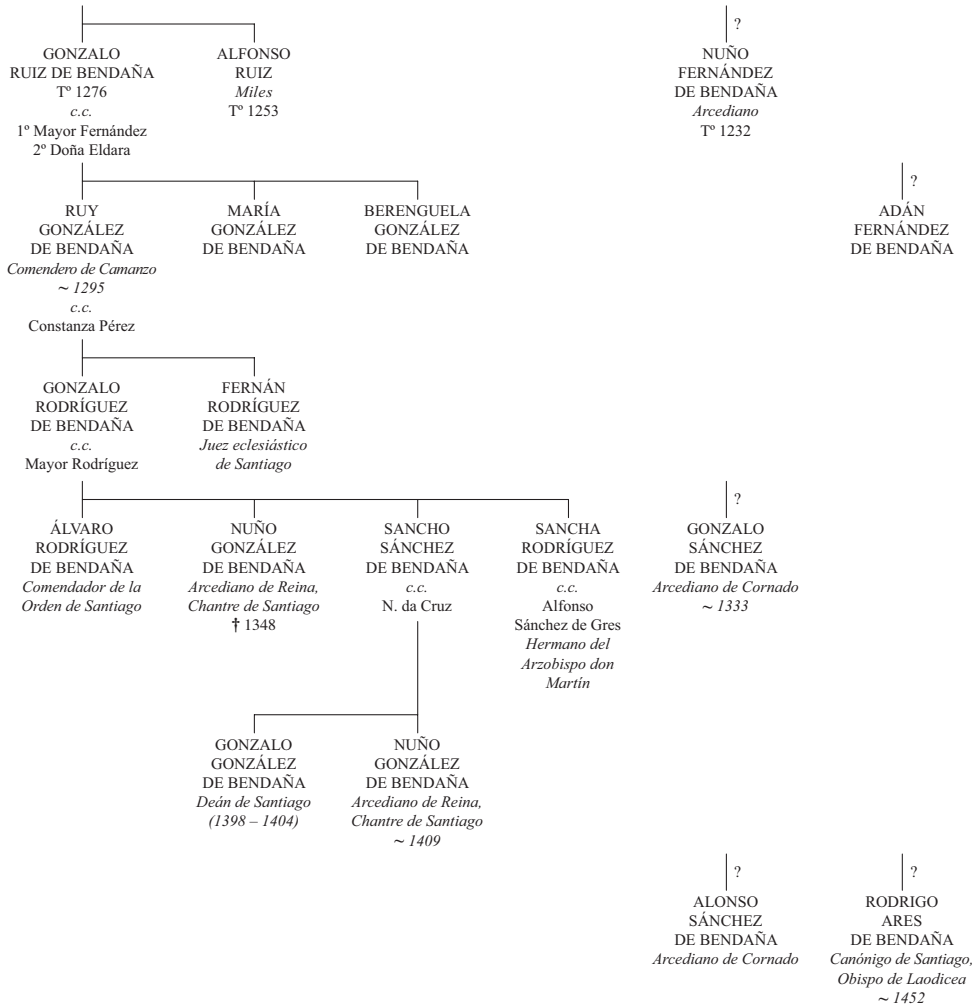 ?
GONZALO
RUIZ DE BENDAÑA
Tº 1276
c.c.
1º Mayor Fernández
2º Doña Eldara
ALFONSO
RUIZ
Miles
Tº 1253
NUÑO
FERNÁNDEZ
DE BENDAÑA
Arcediano
Tº 1232
?
RUY
GONZÁLEZ
DE BENDAÑA
Comendero de Camanzo
~ 1295
c.c.
Constanza Pérez
MARÍA
GONZÁLEZ
DE BENDAÑA
BERENGUELA
GONZÁLEZ
DE BENDAÑA
ADÁN
FERNÁNDEZ
DE BENDAÑA
GONZALO
RODRÍGUEZ
DE BENDAÑA
c.c.
Mayor Rodríguez
FERNÁN
RODRÍGUEZ
DE BENDAÑA
Juez eclesiástico
de Santiago
?
ÁLVARO
RODRÍGUEZ
DE BENDAÑA
Comendador de la
Orden de Santiago
NUÑO
GONZÁLEZ
DE BENDAÑA
Arcediano de Reina,
Chantre de Santiago
† 1348
SANCHO
SÁNCHEZ
DE BENDAÑA
c.c.
N. da Cruz
SANCHA
RODRÍGUEZ
DE BENDAÑA
c.c.
Alfonso
Sánchez de Gres
Hermano del
Arzobispo don
Martín
GONZALO
SÁNCHEZ
DE BENDAÑA
Arcediano de Cornado
~ 1333
GONZALO
GONZÁLEZ
DE BENDAÑA
Deán de Santiago
(1398 – 1404)
NUÑO
GONZÁLEZ
DE BENDAÑA
Arcediano de Reina,
Chantre de Santiago
~ 1409
?
?
ALONSO
SÁNCHEZ
DE BENDAÑA
Arcediano de Cornado
RODRIGO
ARES
DE BENDAÑA
Canónigo de Santiago,
Obispo de Laodicea
~ 1452